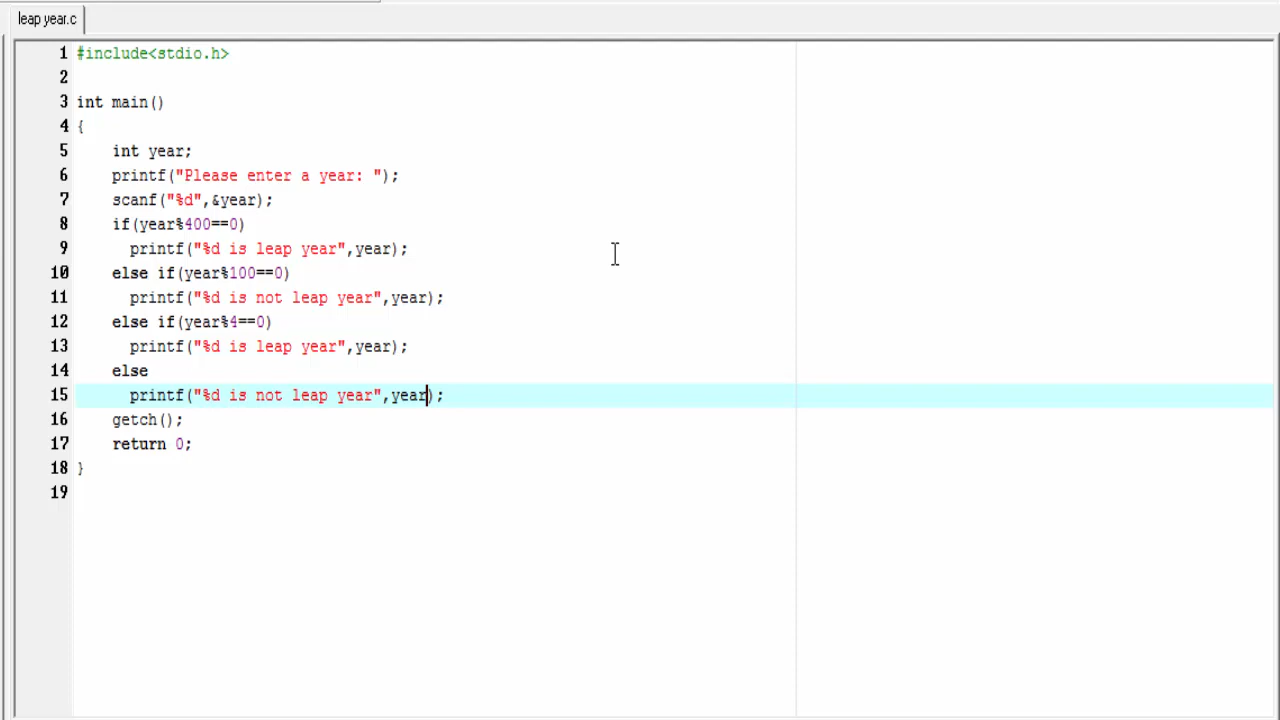 leap year.c
1 #include<stdio.h>
2
3 int main()
4 {
5 int year;
6 printf("Please enter a year: ");
7 scanf("%d",&year);
8 if(year%400==0)
9 printf("%d is leap year",year);
10 else if(year%100==0)
11 printf("%d is not leap year",year);
12 else if(year%4==0)
13 printf("%d is leap year",year);
14 else
15 printf("%d is not leap year",year);
16 getch();
17 return 0;
18 }
19